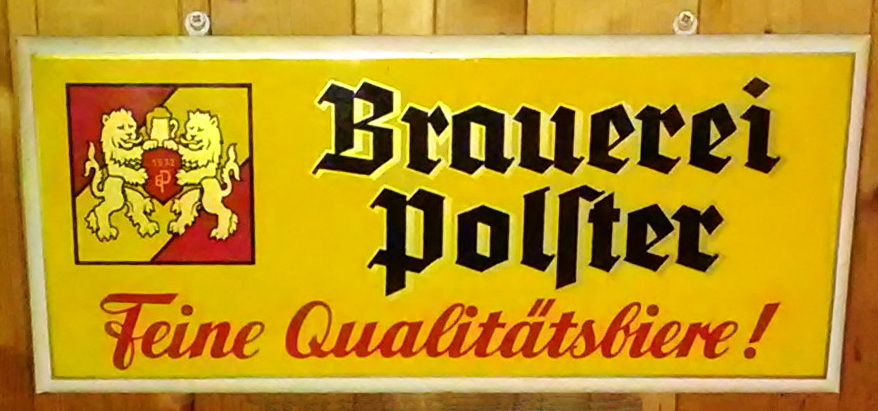 Brauerei
Polſter
Feine Qualitätsbiere!